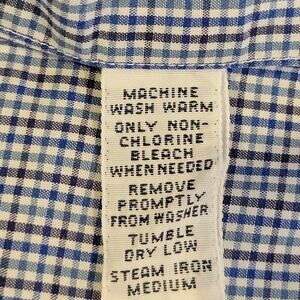 MACHINE
WASH WARM
ONLY NON-
CHLORINE
BLEACH
WHEN NEEDED
REMOVE
PROMPTLY
FROM WASHER
TUMBLE
DRY LOW
STEAM IRON
MEDIUM